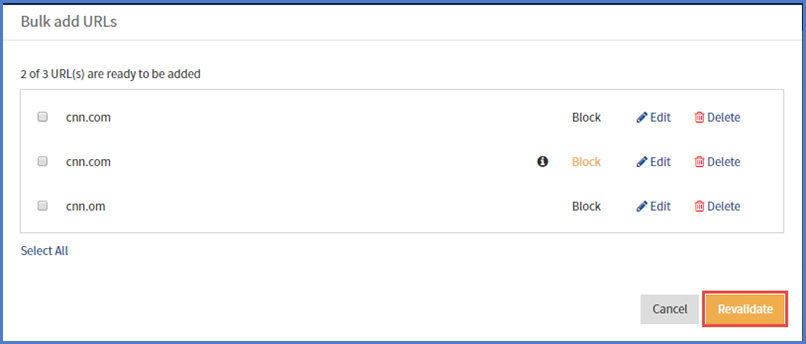 Bulk add URLs
2 of 3 URL(s) are ready to be added
cnn.com Block Edit Delete
cnn.com Block Edit Delete
cnn.om Block Edit Delete
Select All
Cancel Revalidate